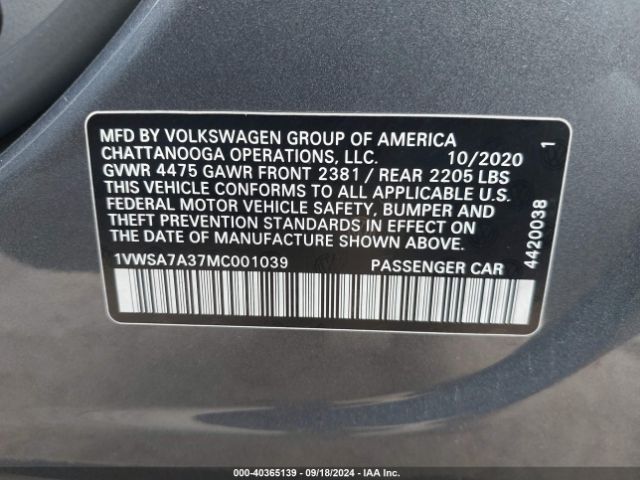 MFD BY VOLKSWAGEN GROUP OF AMERICA
CHATTANOOGA OPERATIONS, LLC. 10/2020
GVWR 4475 GAWR FRONT 2381 / REAR 2205 LBS
THIS VEHICLE CONFORMS TO ALL APPLICABLE U.S.
FEDERAL MOTOR VEHICLE SAFETY, BUMPER AND
THEFT PREVENTION STANDARDS IN EFFECT ON
THE DATE OF MANUFACTURE SHOWN ABOVE.
1VWSA7A37MC001039 PASSENGER CAR
4420038 1
Copart-40365139 - 09/18/2024 - IAA Inc.